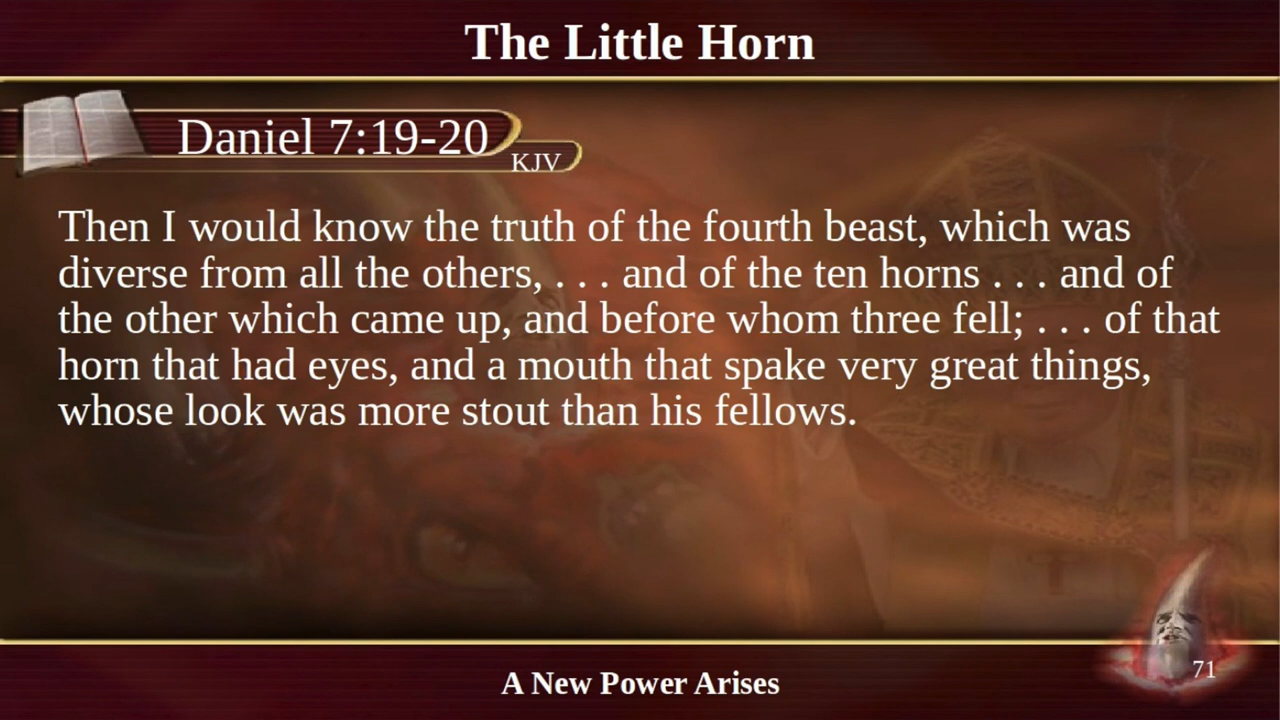 The Little Horn
Daniel 7:19-20
KJV
Then I would know the truth of the fourth beast, which was
diverse from all the others, . . . and of the ten horns . . . and of
the other which came up, and before whom three fell; . . . of that
horn that had eyes, and a mouth that spake very great things,
whose look was more stout than his fellows.
71
A New Power Arises